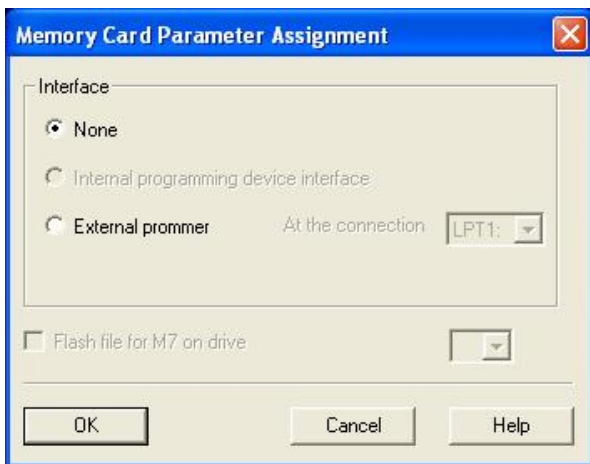 Memory Card Parameter Assignment
Interface
None
Internal programming device interface
External prommer At the connection LPT1:
Flash file for M7 on drive
OK Cancel Help